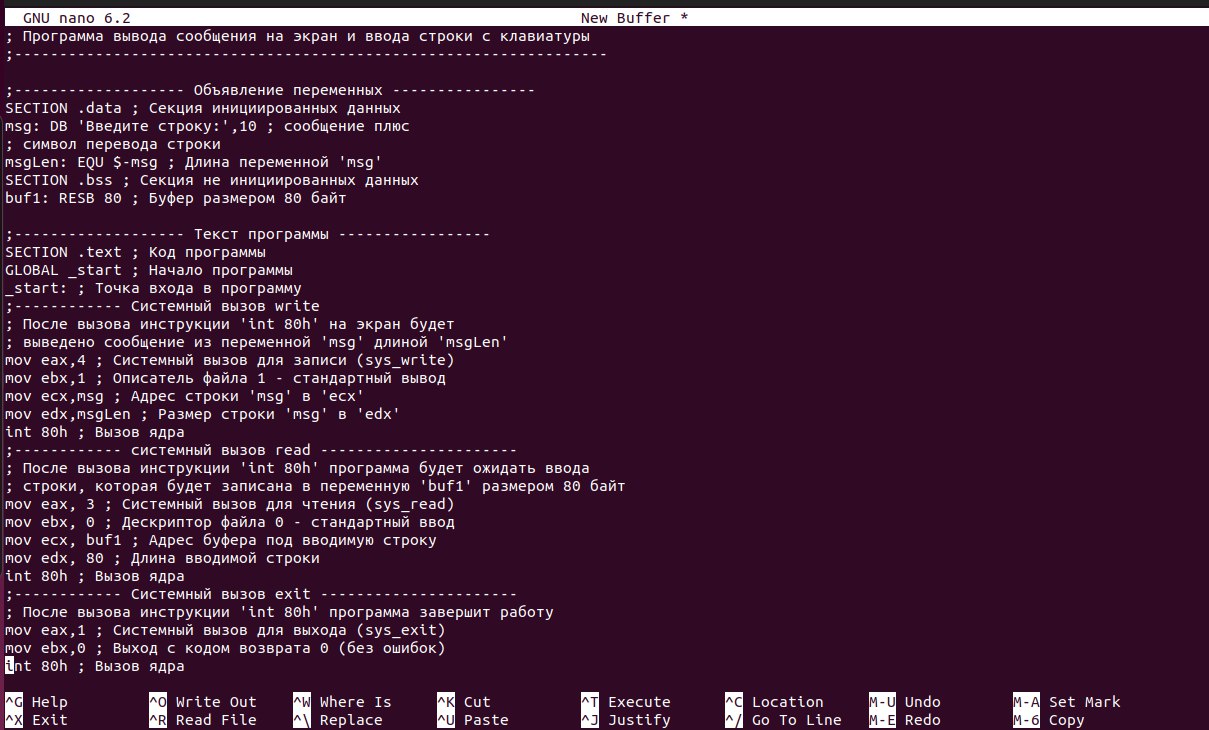 GNU nano 6.2 New Buffer *
; Программа вывода сообщения на экран и ввода строки с клавиатуры
;------------------------------------------------------------------
;------------------- Объявление переменных ----------------
SECTION .data ; Секция инициированных данных
msg: DB 'Введите строку:',10 ; сообщение плюс
; символ перевода строки
msgLen: EQU $-msg ; Длина переменной 'msg'
SECTION .bss ; Секция не инициированных данных
buf1: RESB 80 ; Буфер размером 80 байт
;------------------- Текст программы -----------------
SECTION .text ; Код программы
GLOBAL _start ; Начало программы
_start: ; Точка входа в программу
;------------ Системный вызов write
; После вызова инструкции 'int 80h' на экран будет
; выведено сообщение из переменной 'msg' длиной 'msgLen'
mov eax,4 ; Системный вызов для записи (sys_write)
mov ebx,1 ; Описатель файла 1 - стандартный вывод
mov ecx,msg ; Адрес строки 'msg' в 'ecx'
mov edx,msgLen ; Размер строки 'msg' в 'edx'
int 80h ; Вызов ядра
;------------ системный вызов read ----------------------
; После вызова инструкции 'int 80h' программа будет ожидать ввода
; строки, которая будет записана в переменную 'buf1' размером 80 байт
mov eax, 3 ; Системный вызов для чтения (sys_read)
mov ebx, 0 ; Дескриптор файла 0 - стандартный ввод
mov ecx, buf1 ; Адрес буфера под вводимую строку
mov edx, 80 ; Длина вводимой строки
int 80h ; Вызов ядра
;------------ Системный вызов exit ----------------------
; После вызова инструкции 'int 80h' программа завершит работу
mov eax,1 ; Системный вызов для выхода (sys_exit)
mov ebx,0 ; Выход с кодом возврата 0 (без ошибок)
int 80h ; Вызов ядра
^G Help ^O Write Out ^W Where Is ^K Cut ^T Execute ^C Location M-U Undo M-A Set Mark
^X Exit ^R Read File ^\ Replace ^U Paste ^J Justify ^/ Go To Line M-E Redo M-6 Copy